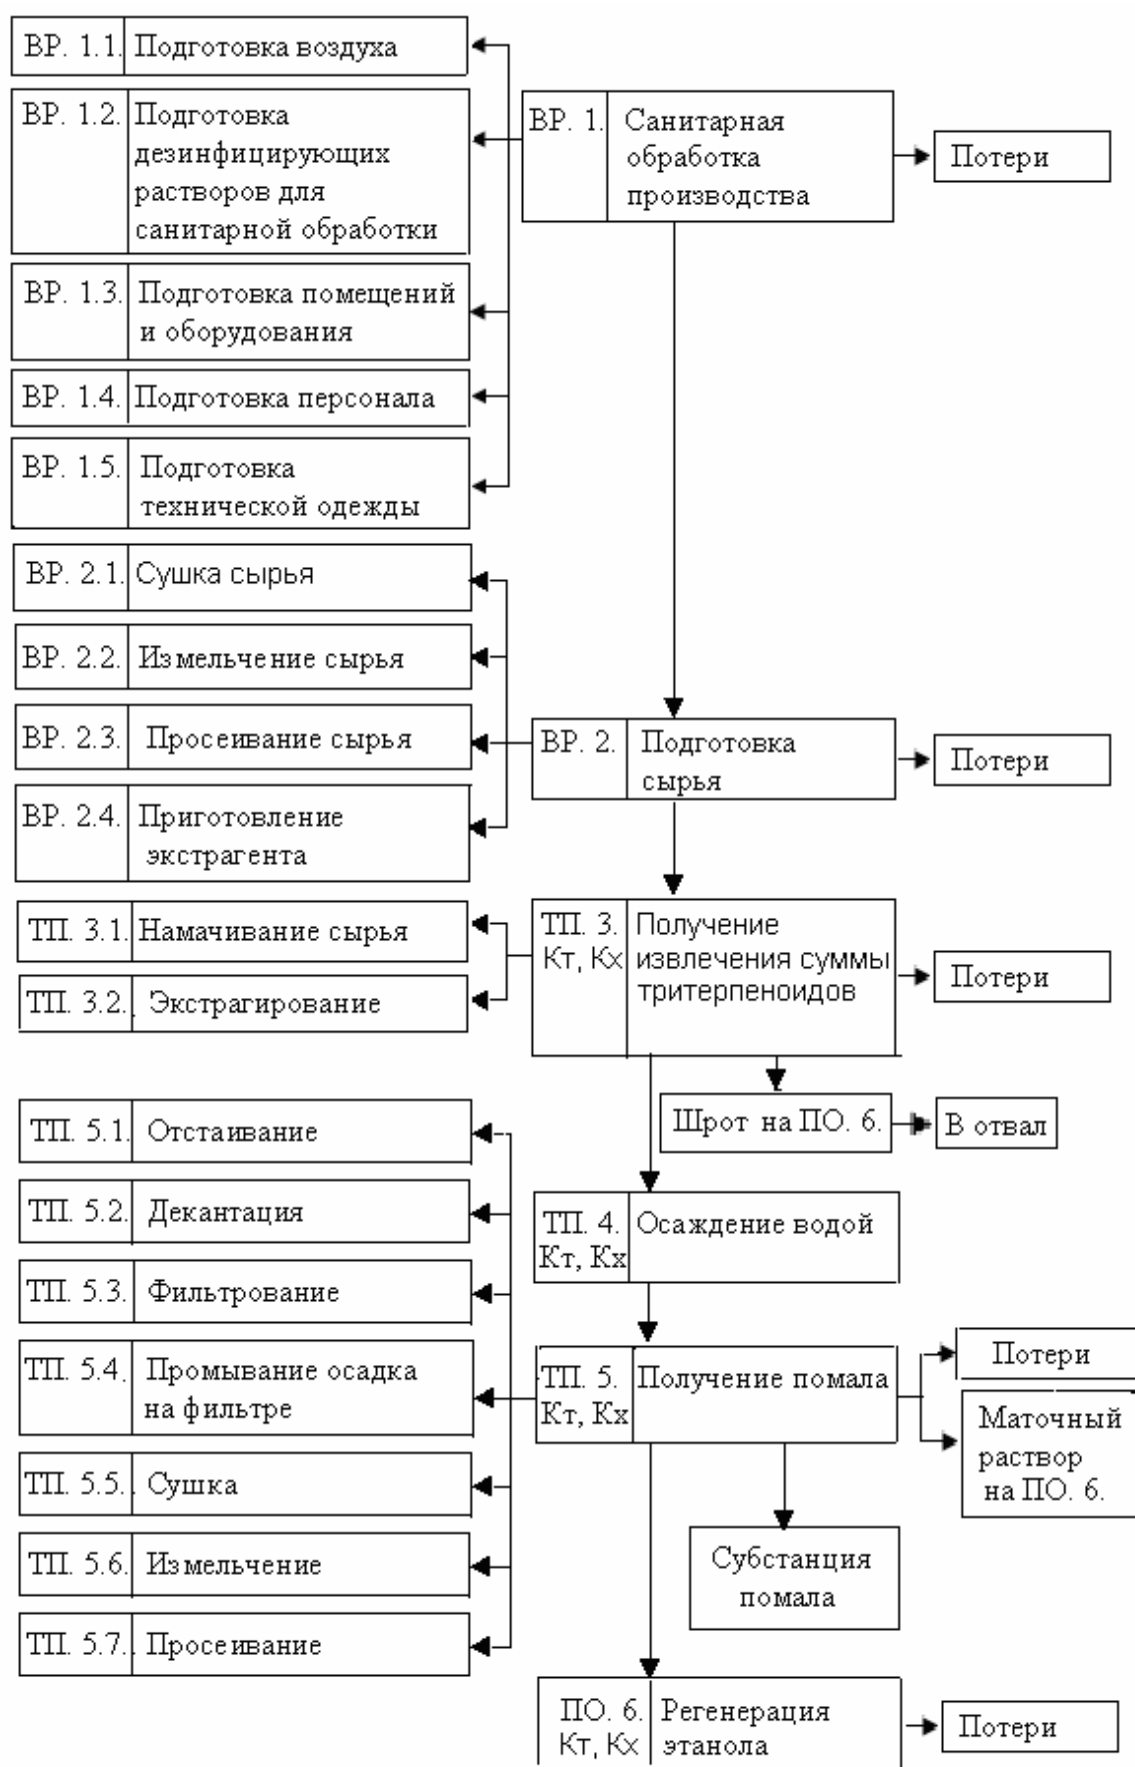 ВР. 1.1. Подготовка воздуха
ВР. 1.2. Подготовка
дезинфицирующих
растворов для
санитарной обработки
ВР. 1. Санитарная
обработка
производства
Потери
ВР. 1.3. Подготовка помещений
и оборудования
ВР. 1.4. Подготовка персонала
ВР. 1.5. Подготовка
технической одежды
ВР. 2.1. Сушка сырья
ВР. 2.2. Измельчение сырья
ВР. 2.3. Просеивание сырья
ВР. 2. Подготовка
сырья
Потери
ВР. 2.4. Приготовление
экстрагента
ТП. 3.1. Намачивание сырья
ТП. 3.2. Экстрагирование
ТП. 3. Получение
Кт, Кх извлечения суммы
тритерпеноидов
Потери
Шрот на ПО. 6.
В отвал
ТП. 5.1. Отстаивание
ТП. 5.2. Декантация
ТП. 4. Осаждение водой
Кт, Кх
ТП. 5.3. Фильтрование
ТП. 5.4. Промывание осадка
на фильтре
ТП. 5. Получение помала
Кт, Кх
Потери
Маточный
раствор
на ПО. 6.
ТП. 5.5. Сушка
ТП. 5.6. Измельчение
ТП. 5.7. Просеивание
Субстанция
помала
ПО. 6. Регенерация
Кт, Кх этанола
Потери